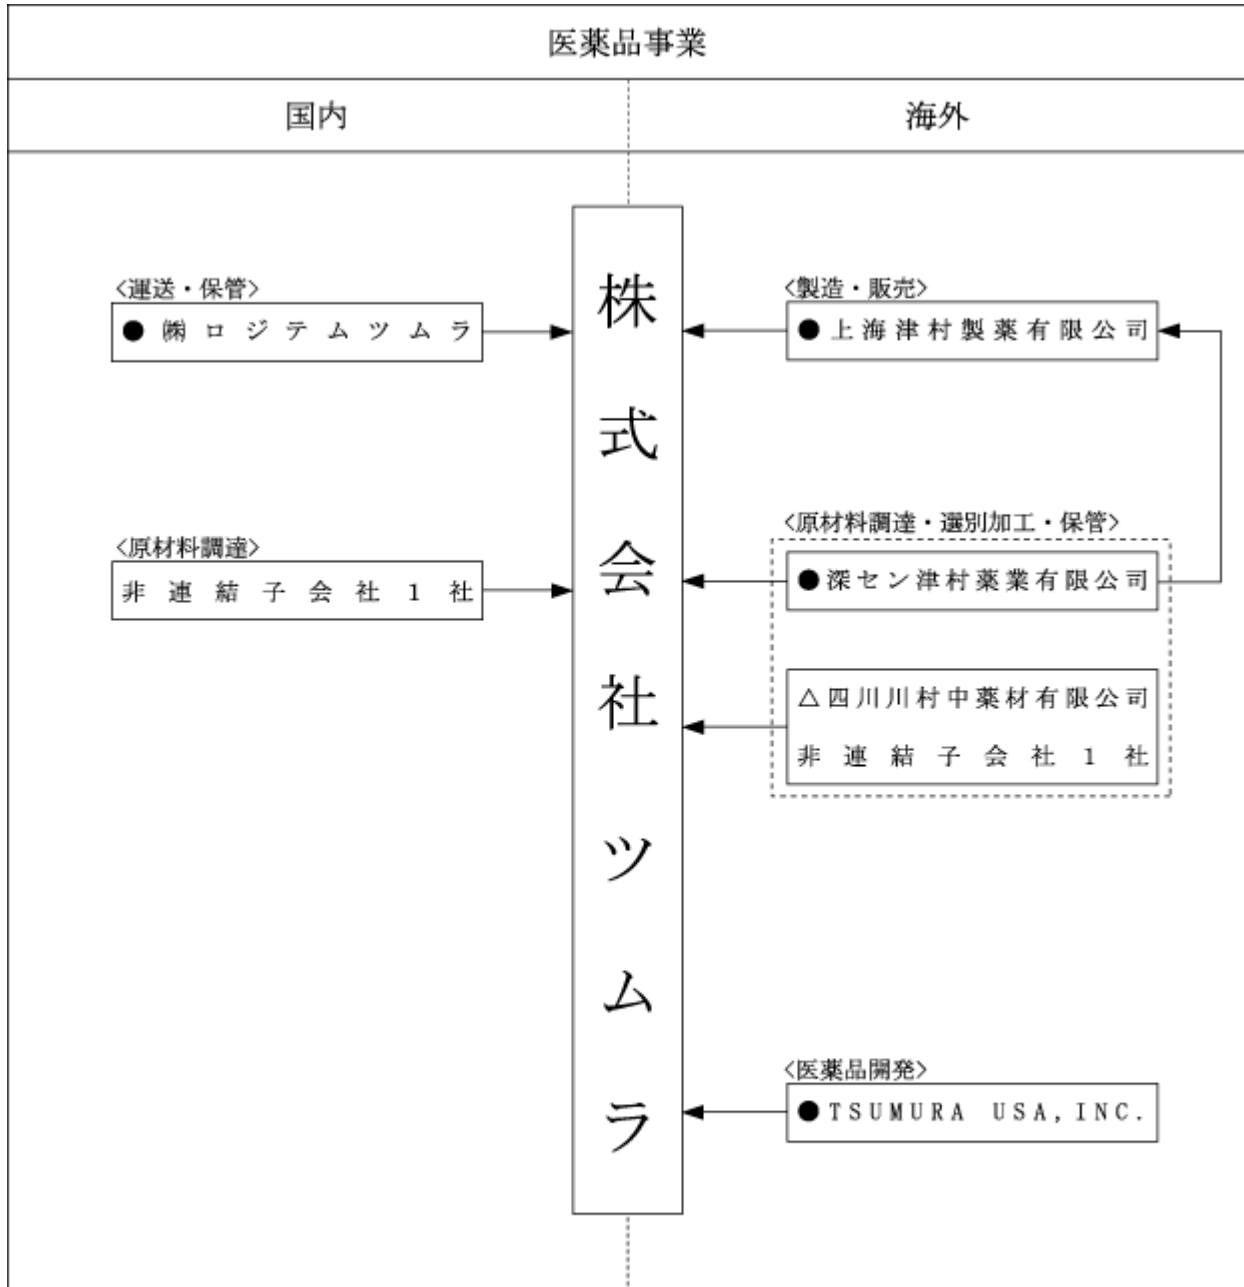 医薬品事業
国内
海外
<運送・保管>
●㈱ロジテムツムラ
<原材料調達>
非連結子会社1社
株式会社ツムラ
<製造・販売>
●上海津村製薬有限公司
<原材料調達・選別加工・保管>
●深セン津村薬業有限公司
△四川川村中薬材有限公司
非連結子会社1社
<医薬品開発>
●TSUMURA USA,INC.